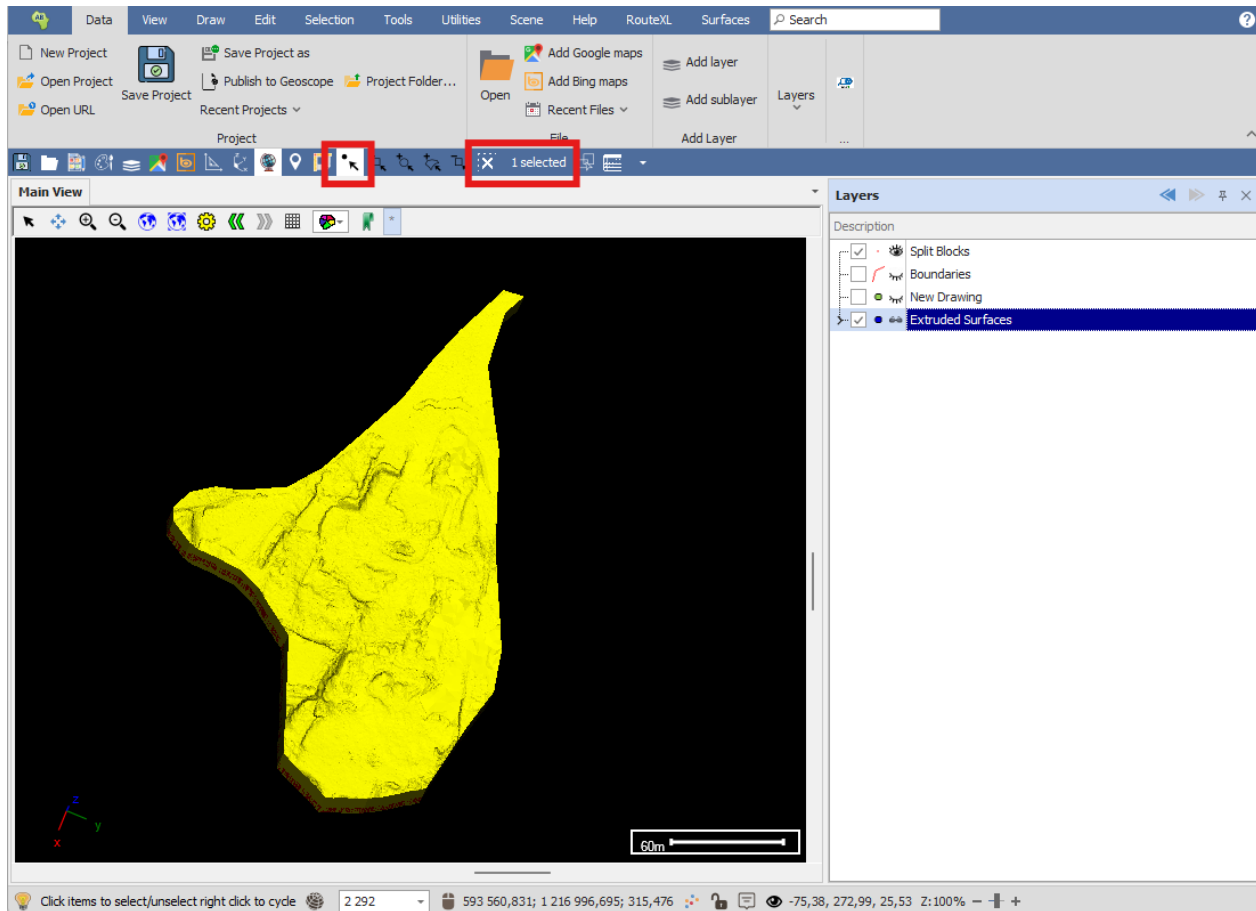 AE Data View Draw Edit Selection Tools Utilities Scene Help RouteXL Surfaces Search ?
New Project Save Project as Add Google maps Add layer
Open Project Publish to Geoscope Project Folder... Add Bing maps
Save Project Open Add sublayer Layers
Open URL Recent Projects Recent Files
Project File Add Layer ...
1 selected
Main View Layers
Description
Split Blocks
Boundaries
New Drawing
Extruded Surfaces
z
y
x
60m
Click items to select/unselect right click to cycle 2 292 593 560,831; 1 216 996,695; 315,476 -75,38, 272,99, 25,53 Z:100%